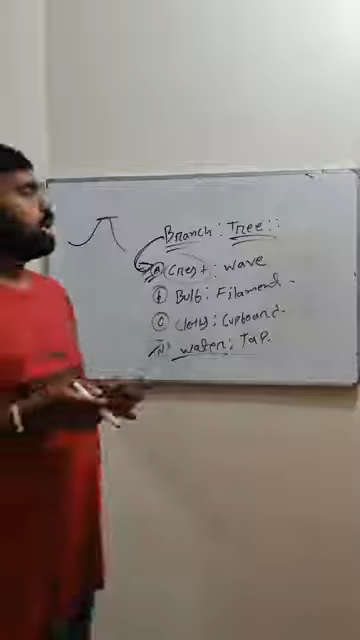 Branch : Tree ::
(A) Crest : wave
(B) Bulb : Filament.
(C) Cloth : Cupboard.
(D) water : Tap.